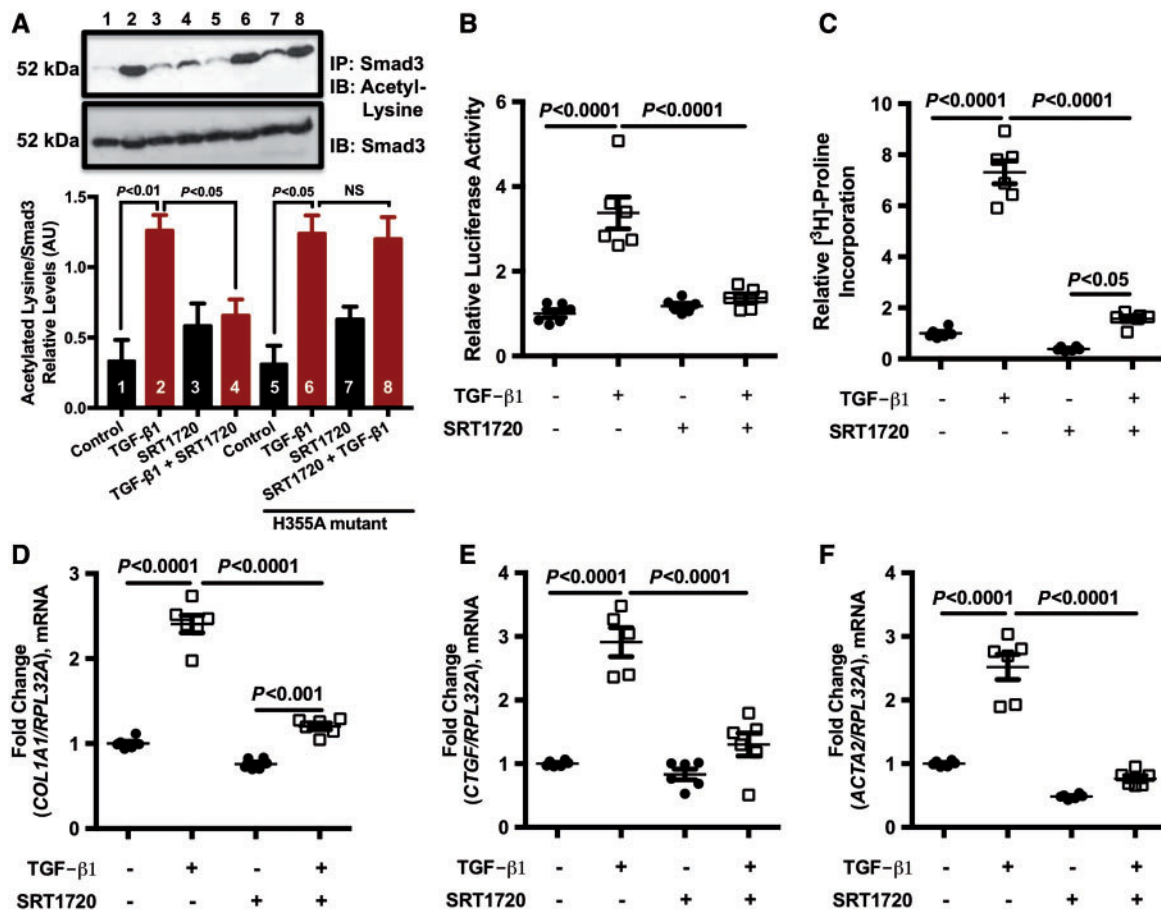 A
1 2 3 4 5 6 7 8
52 kDa
IP: Smad3
IB: Acetyl-
Lysine
52 kDa
IB: Smad3
P<0.01
P<0.05
P<0.05
NS
Acetylated Lysine/Smad3
Relative Levels (AU)
1.5
1.0
0.5
0.0
1 2 3 4 5 6 7 8
Control
TGF-β1
SRT1720
TGF-β1 + SRT1720
Control
TGF-β1
SRT1720
SRT1720 + TGF-β1
H355A mutant
B
P<0.0001 P<0.0001
Relative Luciferase Activity
6
4
2
0
TGF-β1 - + - +
SRT1720 - - + +
C
P<0.0001 P<0.0001
P<0.05
Relative [³H]-Proline
Incorporation
10
8
6
4
2
0
TGF-β1 - + - +
SRT1720 - - + +
D
P<0.0001 P<0.0001
P<0.001
Fold Change
(COL1A1/RPL32A), mRNA
3
2
1
0
TGF-β1 - + - +
SRT1720 - - + +
E
P<0.0001 P<0.0001
Fold Change
(CTGF/RPL32A), mRNA
4
3
2
1
0
TGF-β1 - + - +
SRT1720 - - + +
F
P<0.0001 P<0.0001
Fold Change
(ACTA2/RPL32A), mRNA
4
3
2
1
0
TGF-β1 - + - +
SRT1720 - - + +